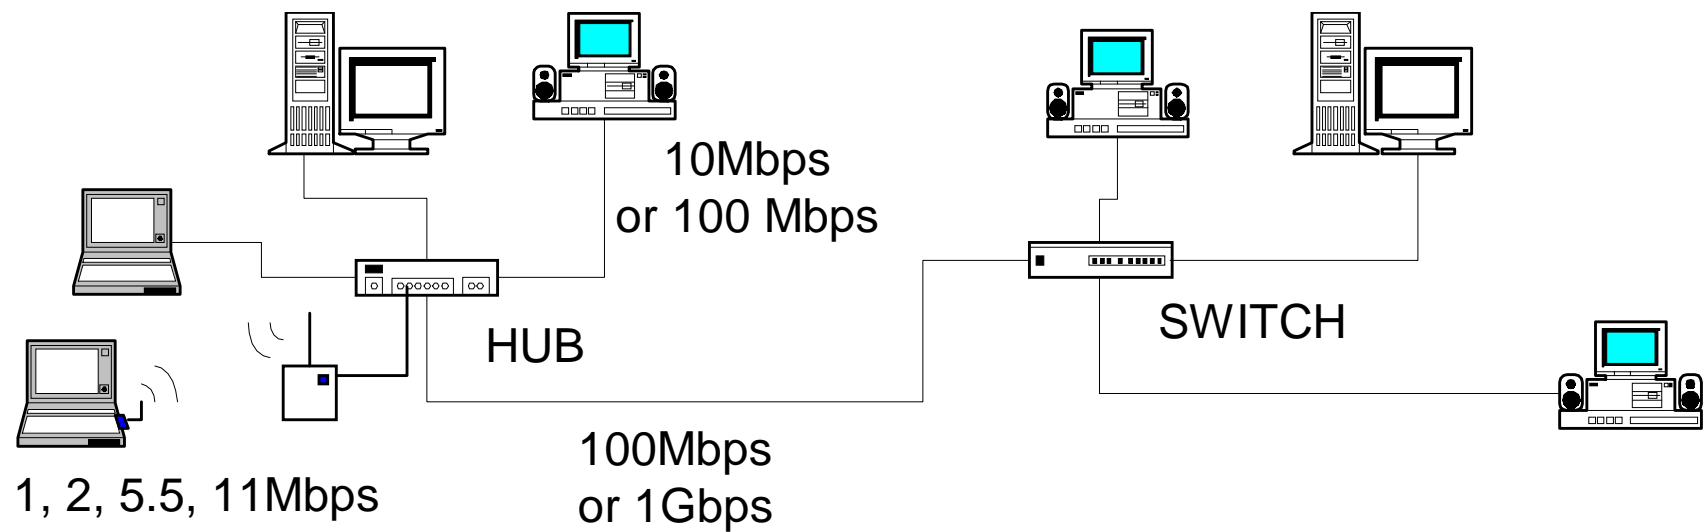 10Mbps
or 100 Mbps
HUB
SWITCH
100Mbps
or 1Gbps
1, 2, 5.5, 11Mbps